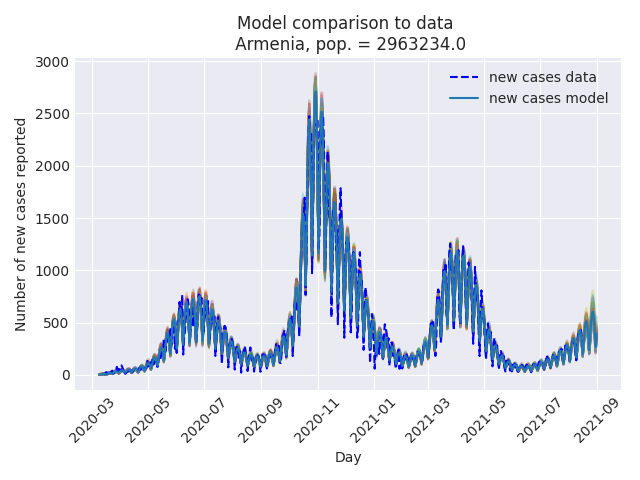 Model comparison to data
Armenia, pop. = 2963234.0
new cases data
new cases model
Number of new cases reported
3000
2500
2000
1500
1000
500
0
2020-03
2020-05
2020-07
2020-09
2020-11
2021-01
2021-03
2021-05
2021-07
2021-09
Day